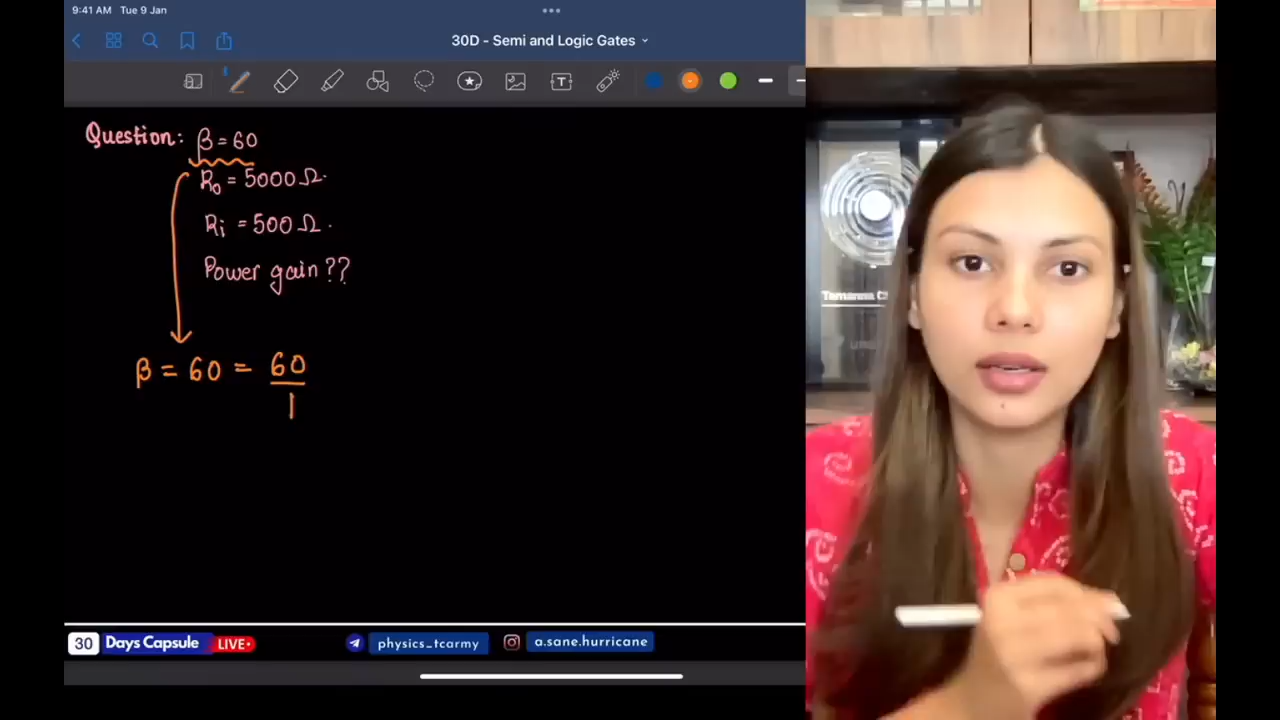 9:41 AM Tue 9 Jan
30D - Semi and Logic Gates
T
Question: β = 60
R₀ = 5000 Ω.
Ri = 500 Ω.
Power gain ??
β = 60 = 60
1
30 Days Capsule LIVE
physics_tcarmy
a.sane.hurricane